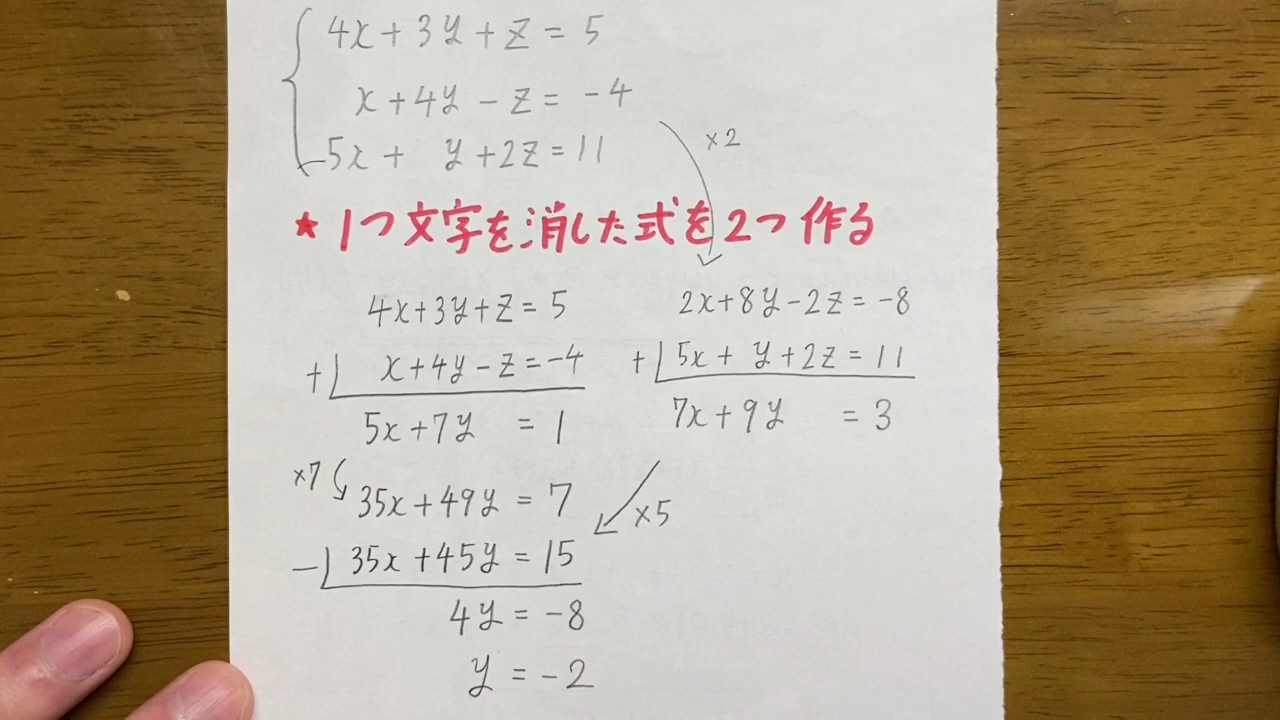 4x+3y+z=5
x+4y-z=-4
5x+y+2z=11
×2
★1つ文字を消した式を2つ作る
4x+3y+z=5
+) x+4y-z=-4
5x+7y =1
2x+8y-2z=-8
+) 5x+y+2z=11
7x+9y =3
×7
35x+49y=7
×5
-) 35x+45y=15
4y=-8
y=-2